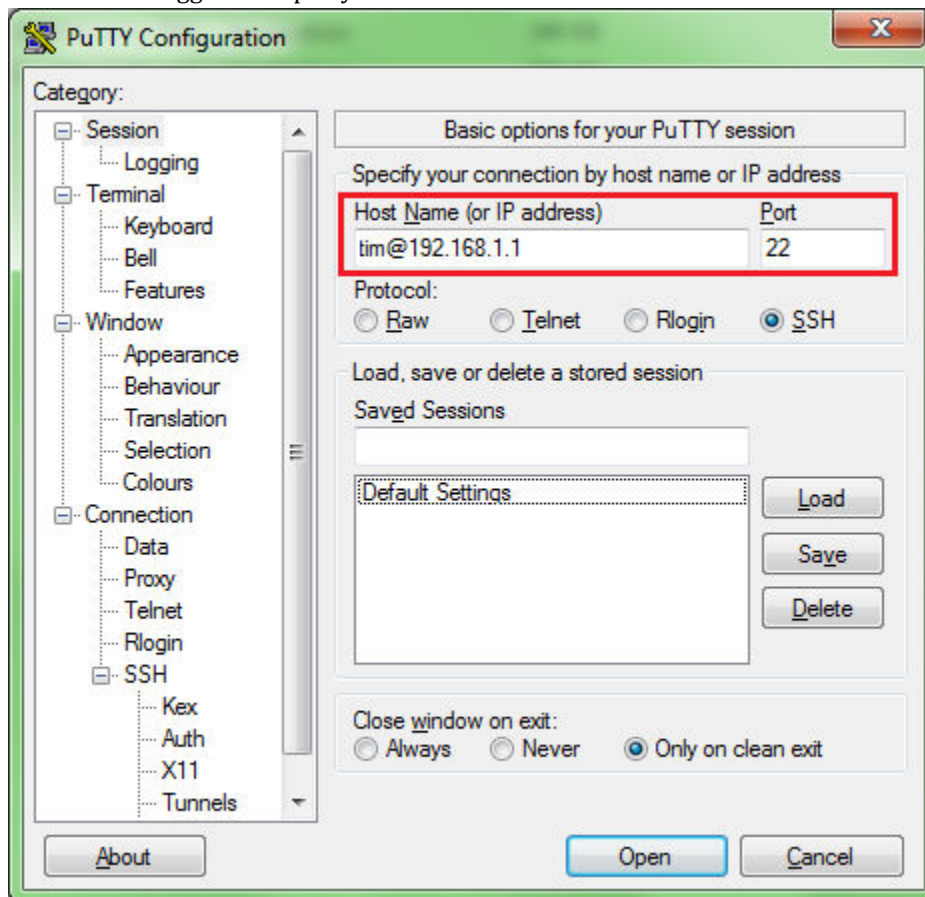 PuTTY Configuration
Category:
Session
Logging
Terminal
Keyboard
Bell
Features
Window
Appearance
Behaviour
Translation
Selection
Colours
Connection
Data
Proxy
Telnet
Rlogin
SSH
Kex
Auth
X11
Tunnels
Basic options for your PuTTY session
Specify your connection by host name or IP address
Host Name (or IP address) Port
tim@192.168.1.1 22
Protocol:
Raw Telnet Rlogin SSH
Load, save or delete a stored session
Saved Sessions
Default Settings
Load
Save
Delete
Close window on exit:
Always Never Only on clean exit
About Open Cancel